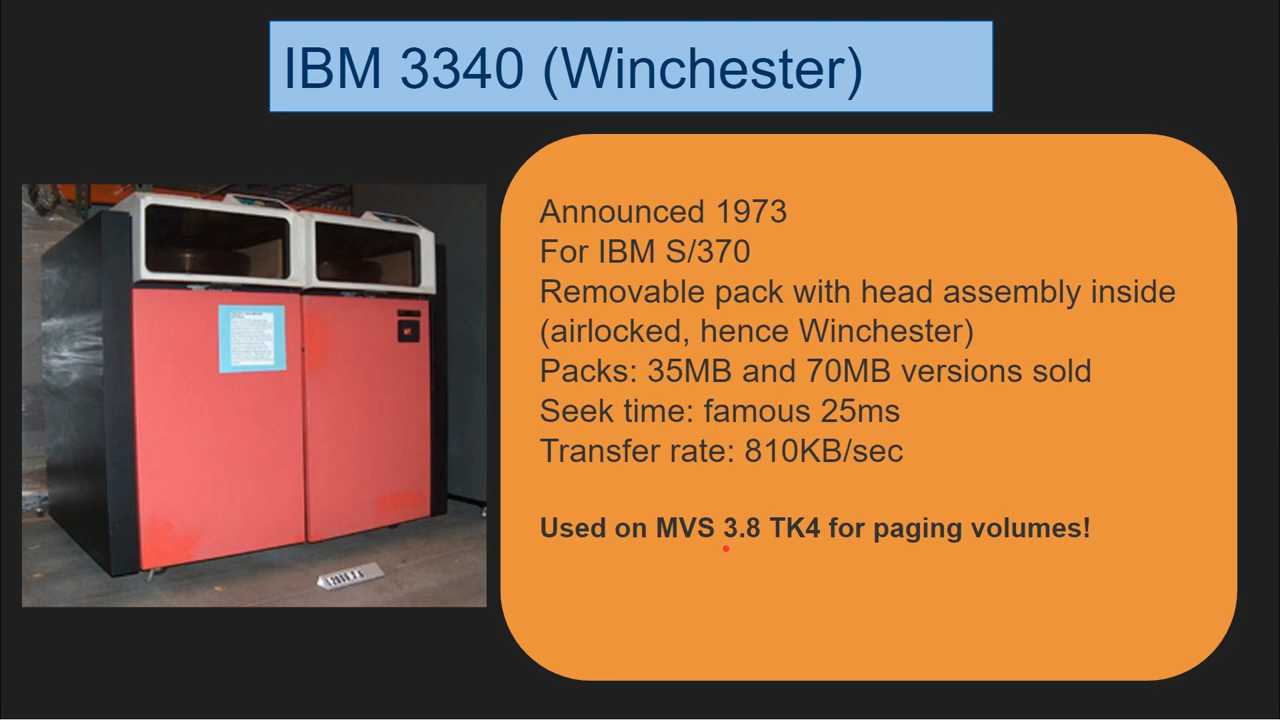 IBM 3340 (Winchester)
Announced 1973
For IBM S/370
Removable pack with head assembly inside
(airlocked, hence Winchester)
Packs: 35MB and 70MB versions sold
Seek time: famous 25ms
Transfer rate: 810KB/sec
Used on MVS 3.8 TK4 for paging volumes!